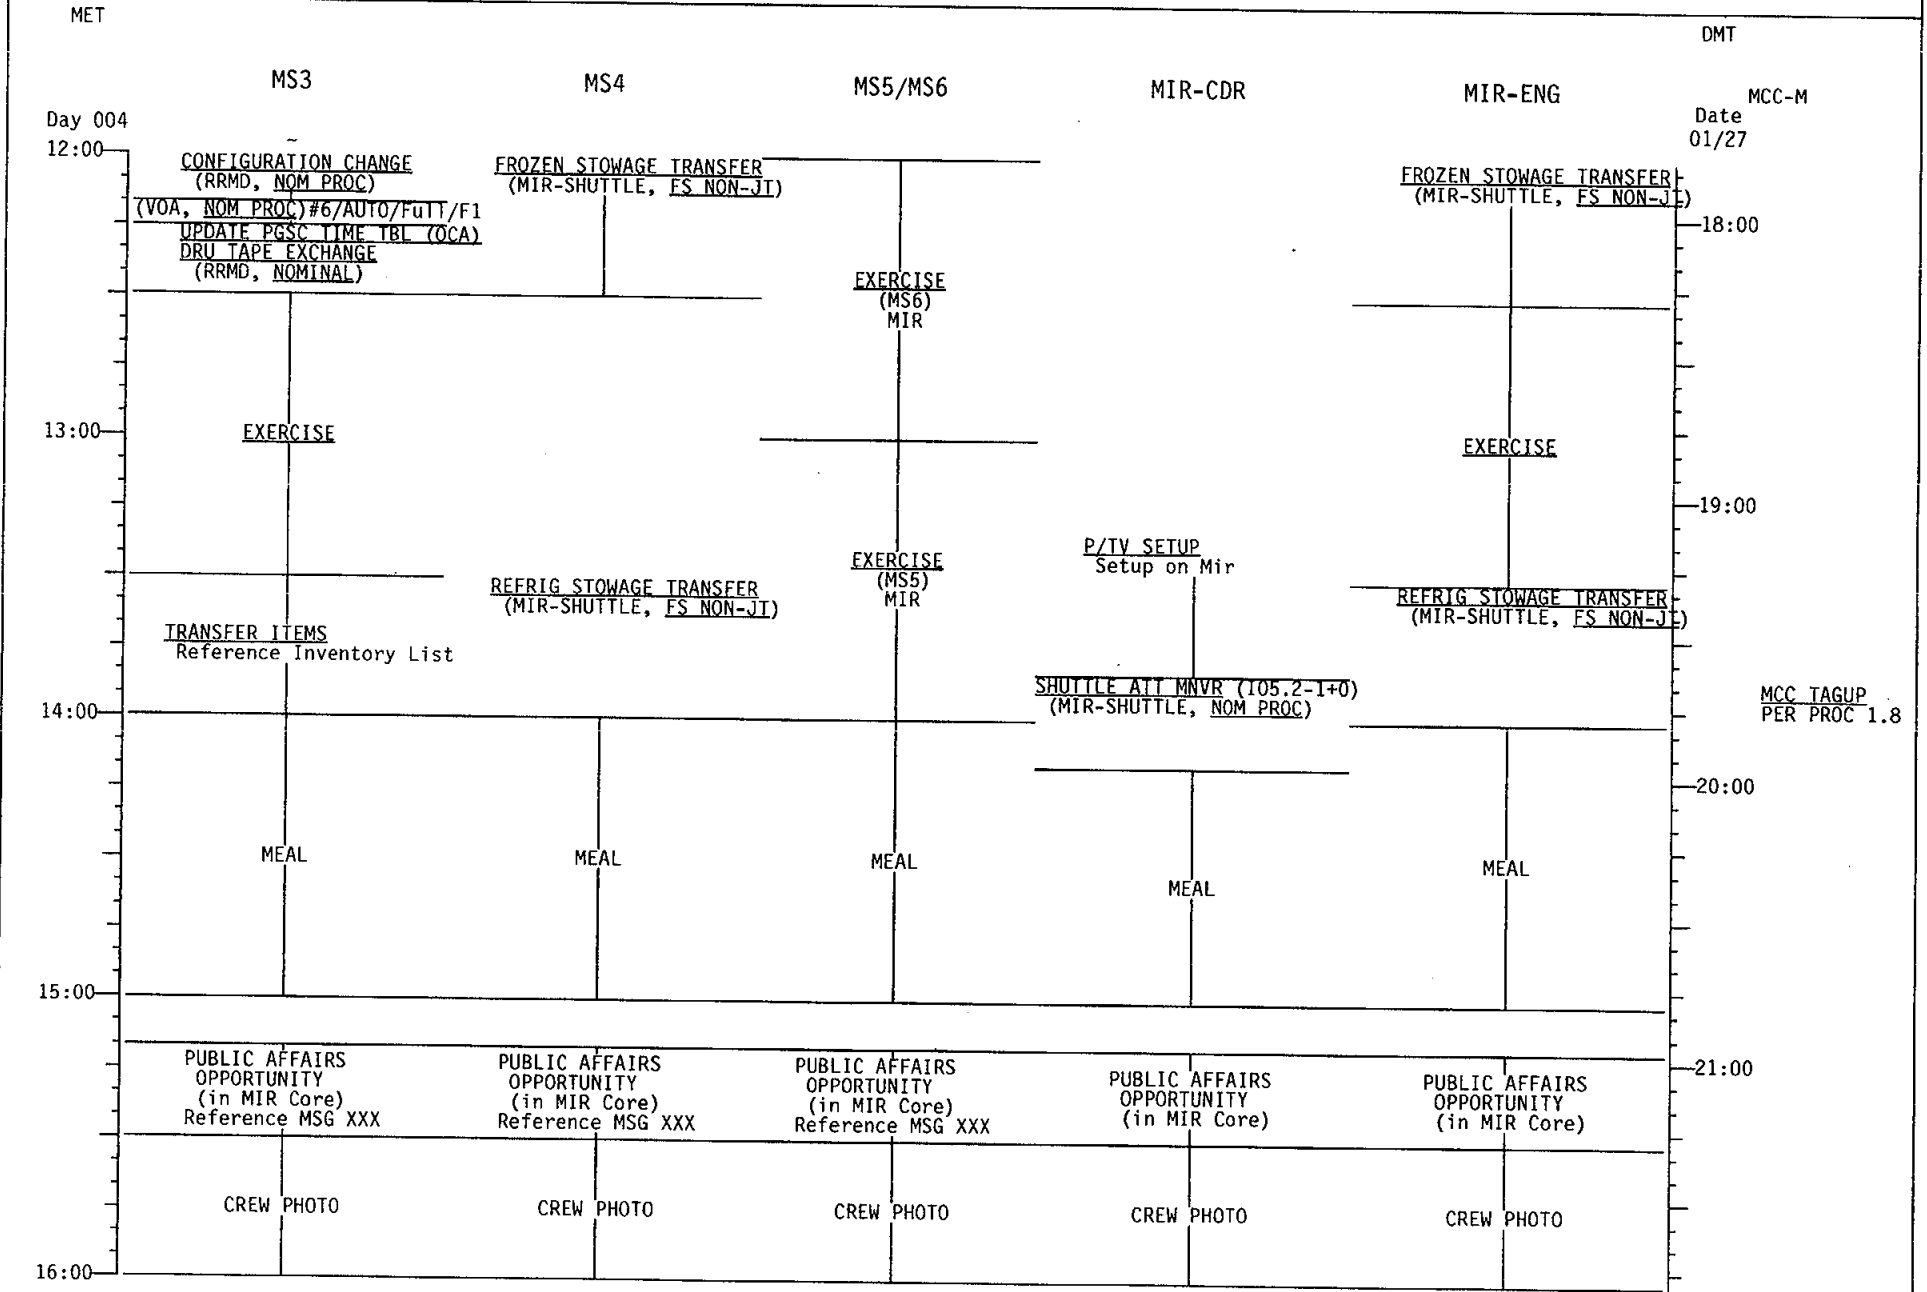 MET
DMT
MS3
MS4
MS5/MS6
MIR-CDR
MIR-ENG
MCC-M
Day 004
Date
01/27
12:00
CONFIGURATION CHANGE
(RRMD, NOM PROC)
(VOA, NOM PROC)#6/AUTO/Full/F1
UPDATE PGSC TIME TBL (OCA)
DRU TAPE EXCHANGE
(RRMD, NOMINAL)
EXERCISE
13:00
TRANSFER ITEMS
Reference Inventory List
14:00
MEAL
15:00
PUBLIC AFFAIRS
OPPORTUNITY
(in MIR Core)
Reference MSG XXX
CREW PHOTO
16:00
FROZEN STOWAGE TRANSFER
(MIR-SHUTTLE, FS NON-JT)
REFRIG STOWAGE TRANSFER
(MIR-SHUTTLE, FS NON-JT)
MEAL
PUBLIC AFFAIRS
OPPORTUNITY
(in MIR Core)
Reference MSG XXX
CREW PHOTO
EXERCISE
(MS6)
MIR
EXERCISE
(MS5)
MIR
MEAL
PUBLIC AFFAIRS
OPPORTUNITY
(in MIR Core)
Reference MSG XXX
CREW PHOTO
P/TV SETUP
Setup on Mir
SHUTTLE ATT MNVR (IO5.2-1+0)
(MIR-SHUTTLE, NOM PROC)
MEAL
PUBLIC AFFAIRS
OPPORTUNITY
(in MIR Core)
CREW PHOTO
FROZEN STOWAGE TRANSFER
(MIR-SHUTTLE, FS NON-JT)
EXERCISE
REFRIG STOWAGE TRANSFER
(MIR-SHUTTLE, FS NON-JT)
MEAL
PUBLIC AFFAIRS
OPPORTUNITY
(in MIR Core)
CREW PHOTO
18:00
19:00
20:00
21:00
MCC TAGUP
PER PROC 1.8